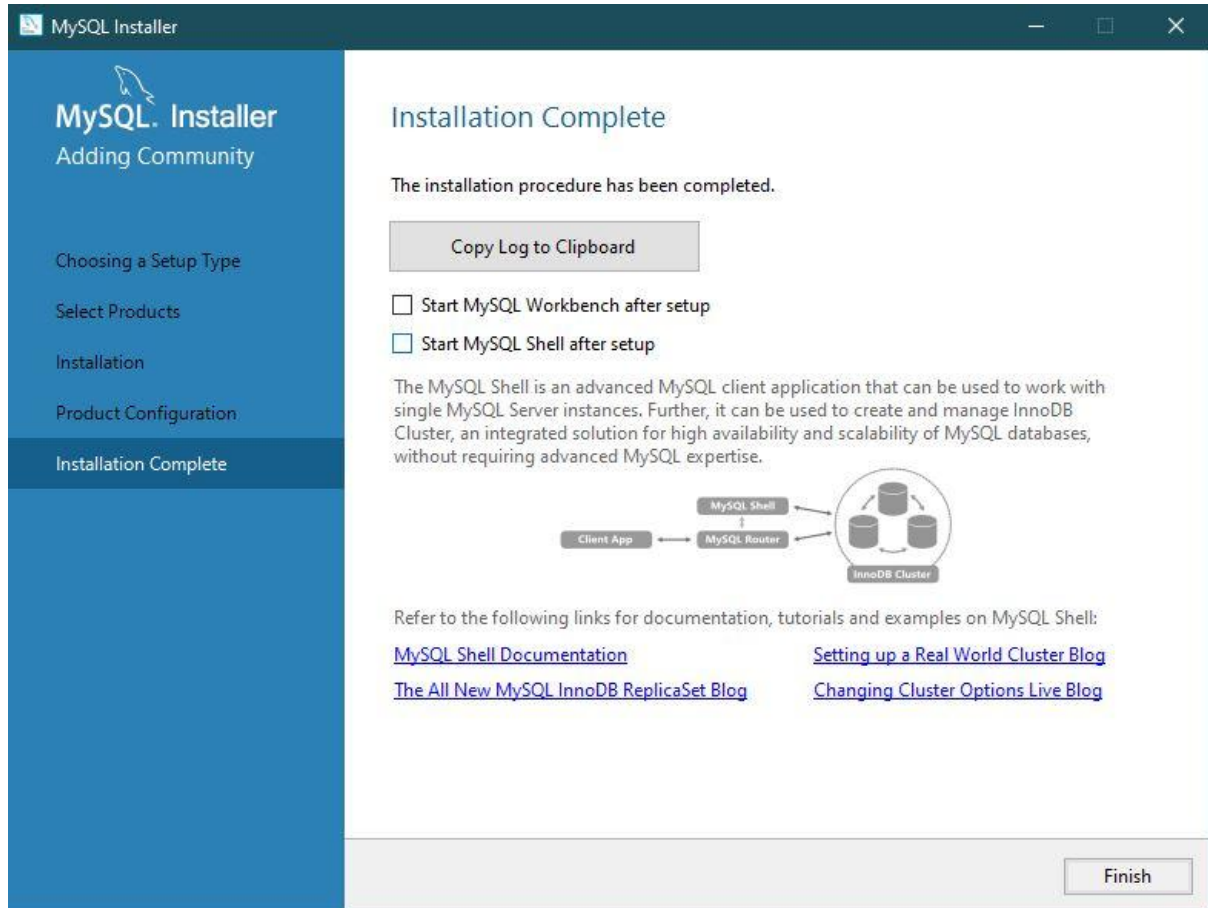 MySQL Installer
MySQL. Installer
Adding Community
Choosing a Setup Type
Select Products
Installation
Product Configuration
Installation Complete
Installation Complete
The installation procedure has been completed.
Copy Log to Clipboard
Start MySQL Workbench after setup
Start MySQL Shell after setup
The MySQL Shell is an advanced MySQL client application that can be used to work with
single MySQL Server instances. Further, it can be used to create and manage InnoDB
Cluster, an integrated solution for high availability and scalability of MySQL databases,
without requiring advanced MySQL expertise.
MySQL Shell
Client App
MySQL Router
InnoDB Cluster
Refer to the following links for documentation, tutorials and examples on MySQL Shell:
MySQL Shell Documentation
Setting up a Real World Cluster Blog
The All New MySQL InnoDB ReplicaSet Blog
Changing Cluster Options Live Blog
Finish